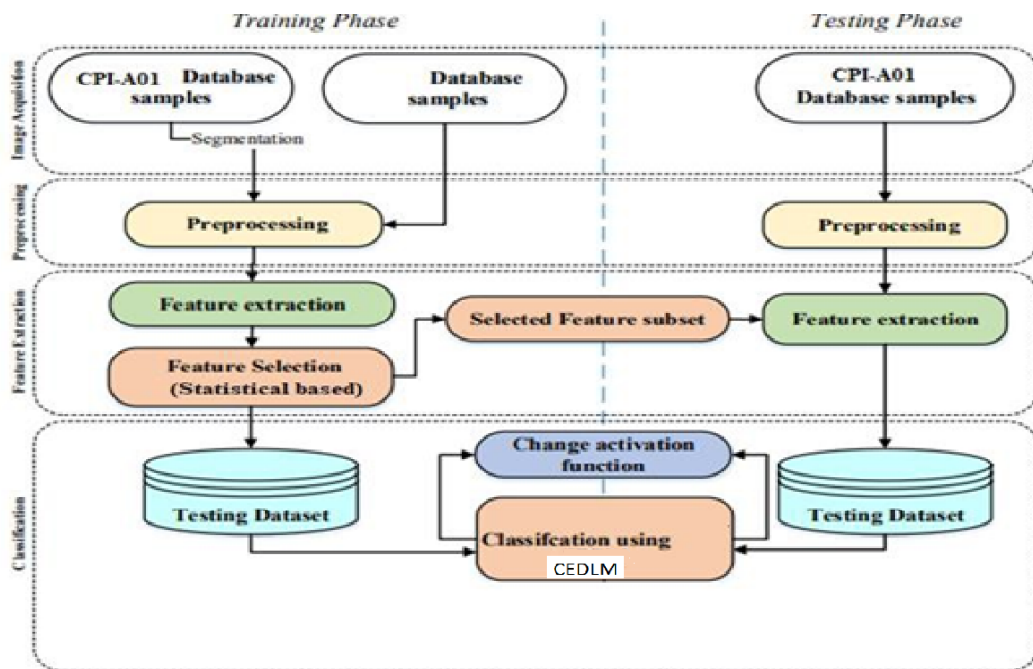 Training Phase
Testing Phase
Image Acquisition
CPI-A01 Database
samples
Database
samples
CPI-A01
Database samples
Segmentation
Preprocessing
Preprocessing
Preprocessing
Feature Extraction
Feature extraction
Selected Feature subset
Feature extraction
Feature Selection
(Statistical based)
Classification
Change activation
function
Testing Dataset
Testing Dataset
Classifcation using
CEDLM